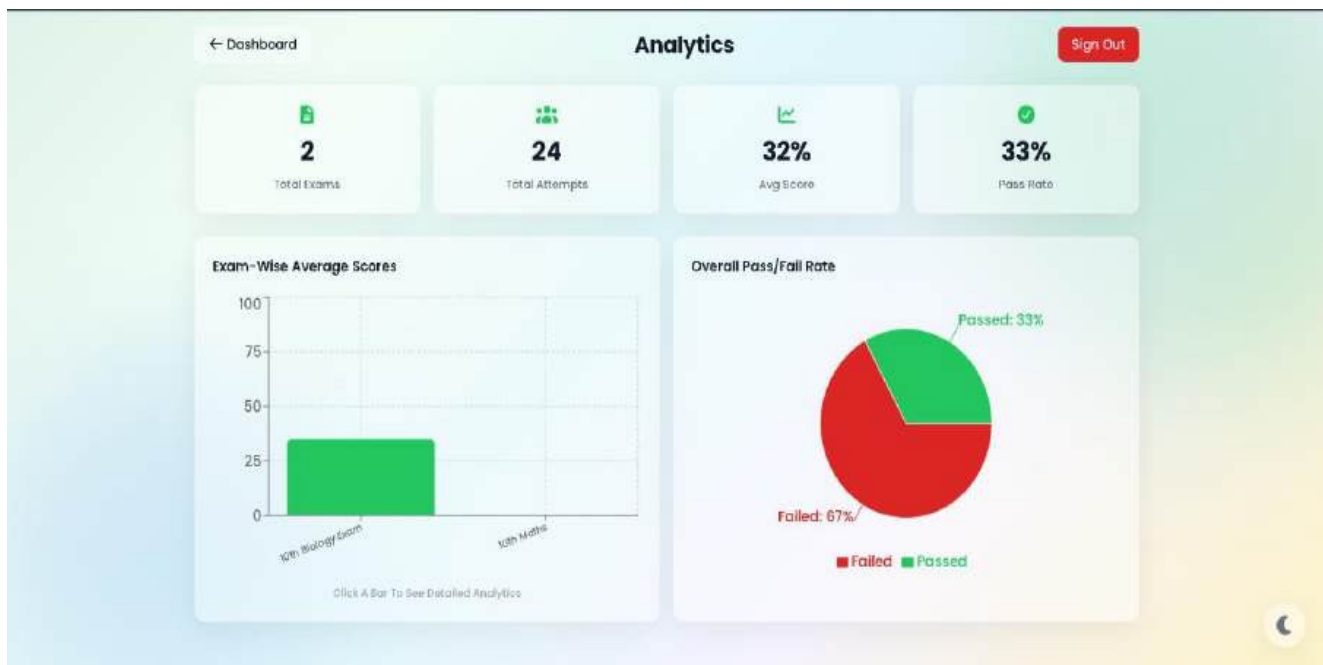 ← Dashboard
Analytics
Sign Out
2
Total Exams
24
Total Attempts
32%
Avg Score
33%
Pass Rate
Exam-Wise Average Scores
100
75
50
25
0
10th Biology Exam
10th Maths
Click A Bar To See Detailed Analytics
Overall Pass/Fail Rate
Passed: 33%
Failed: 67%
Failed Passed